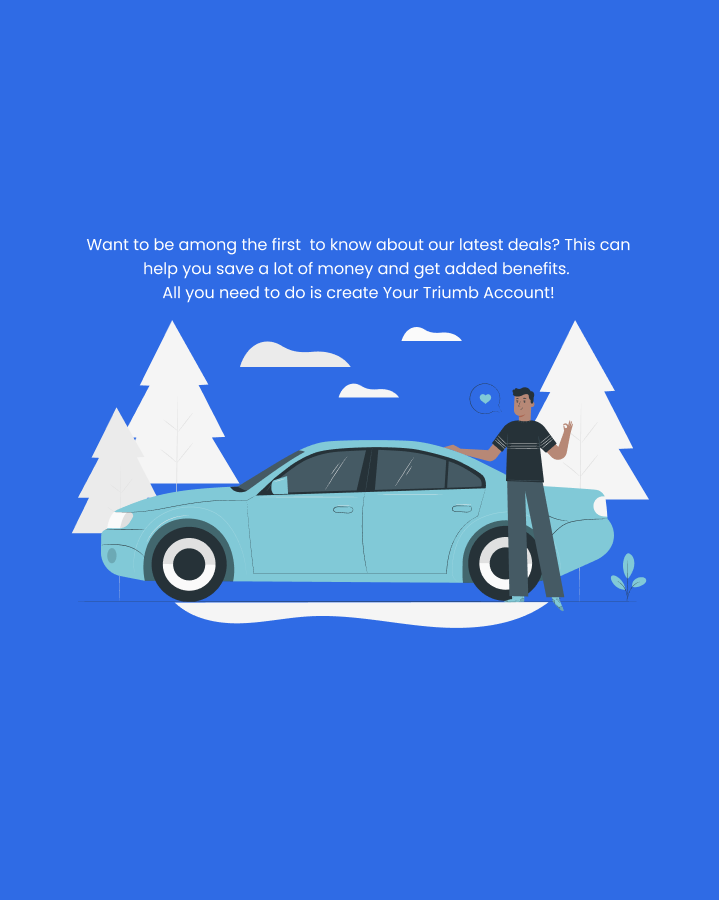 Want to be among the first  to know about our latest deals? This can
help you save a lot of money and get added benefits.
All you need to do is create Your Triumb Account!